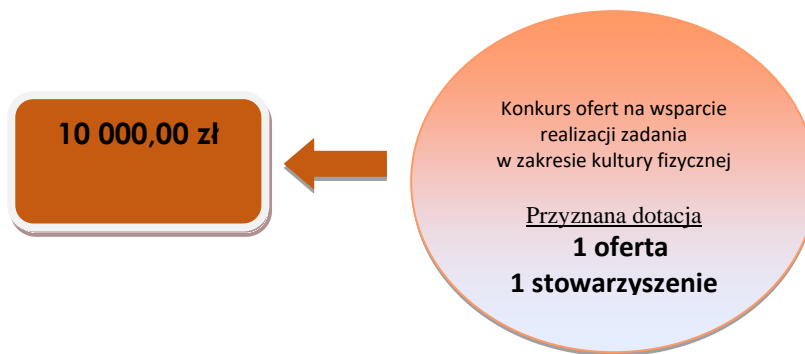 10 000,00 zł
Konkurs ofert na wsparcie
realizacji zadania
w zakresie kultury fizycznej
Przyznana dotacja
1 oferta
1 stowarzyszenie